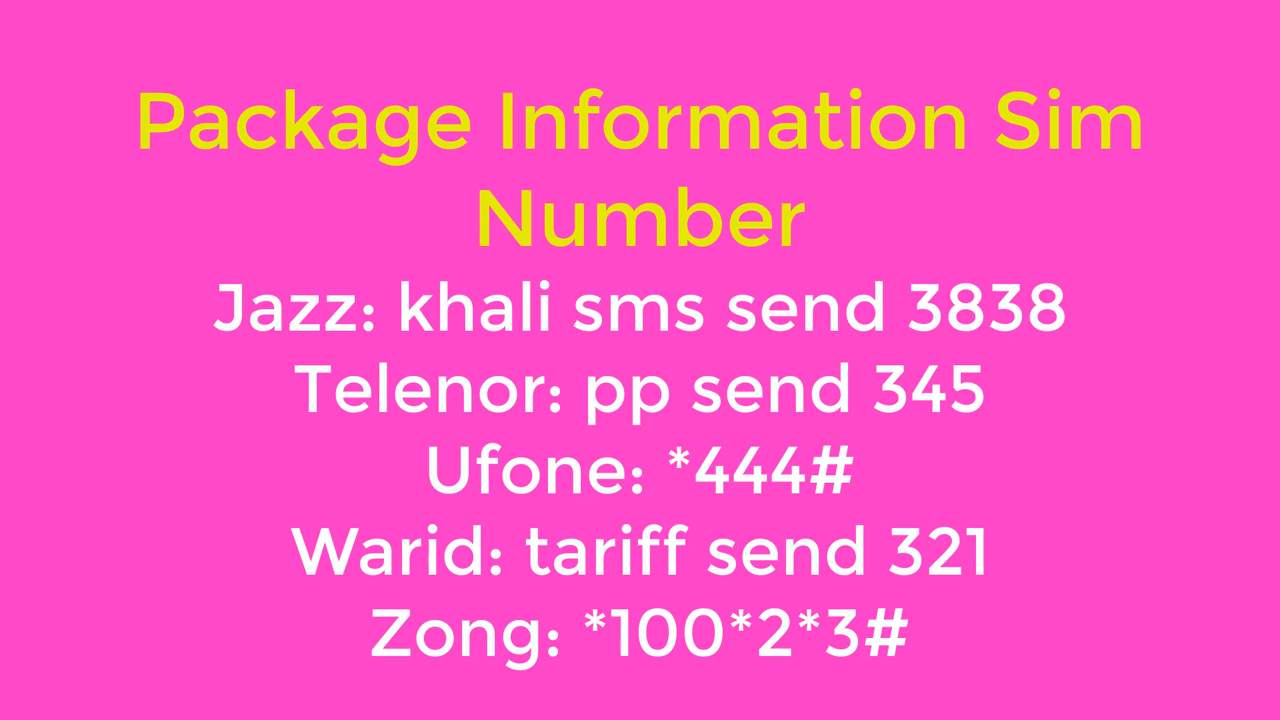 Package Information Sim
Number
Jazz: khali sms send 3838
Telenor: pp send 345
Ufone: *444#
Warid: tariff send 321
Zong: *100*2*3#